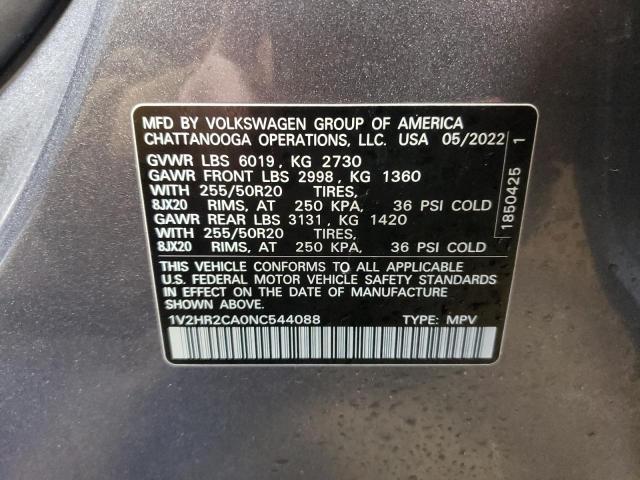 MFD BY VOLKSWAGEN GROUP OF AMERICA
CHATTANOOGA OPERATIONS, LLC. USA 05/2022
GVWR LBS 6019, KG 2730
GAWR FRONT LBS 2998, KG 1360
WITH 255/50R20 TIRES,
8JX20 RIMS, AT 250 KPA, 36 PSI COLD
GAWR REAR LBS 3131, KG 1420
WITH 255/50R20 TIRES,
8JX20 RIMS, AT 250 KPA, 36 PSI COLD
THIS VEHICLE CONFORMS TO ALL APPLICABLE
U.S. FEDERAL MOTOR VEHICLE SAFETY STANDARDS
IN EFFECT ON THE DATE OF MANUFACTURE
SHOWN ABOVE
1V2HR2CA0NC544088 TYPE: MPV
1850425 1